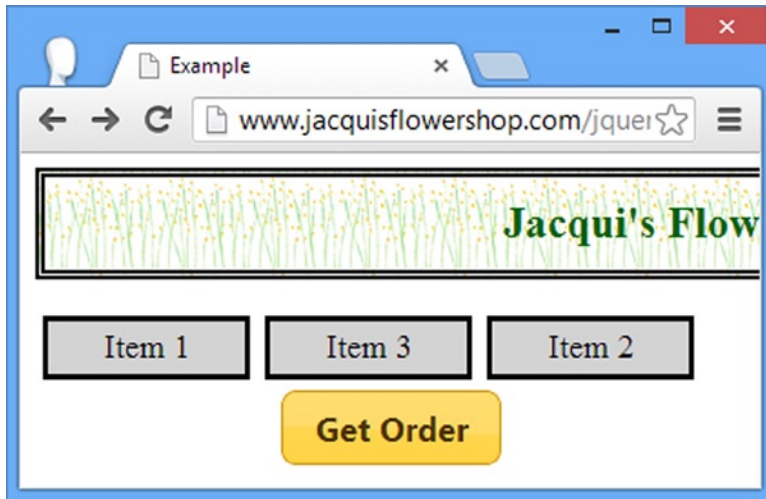 Example
www.jacquisflowershop.com/jquer
Jacqui's Flow
Item 1 Item 3 Item 2
Get Order